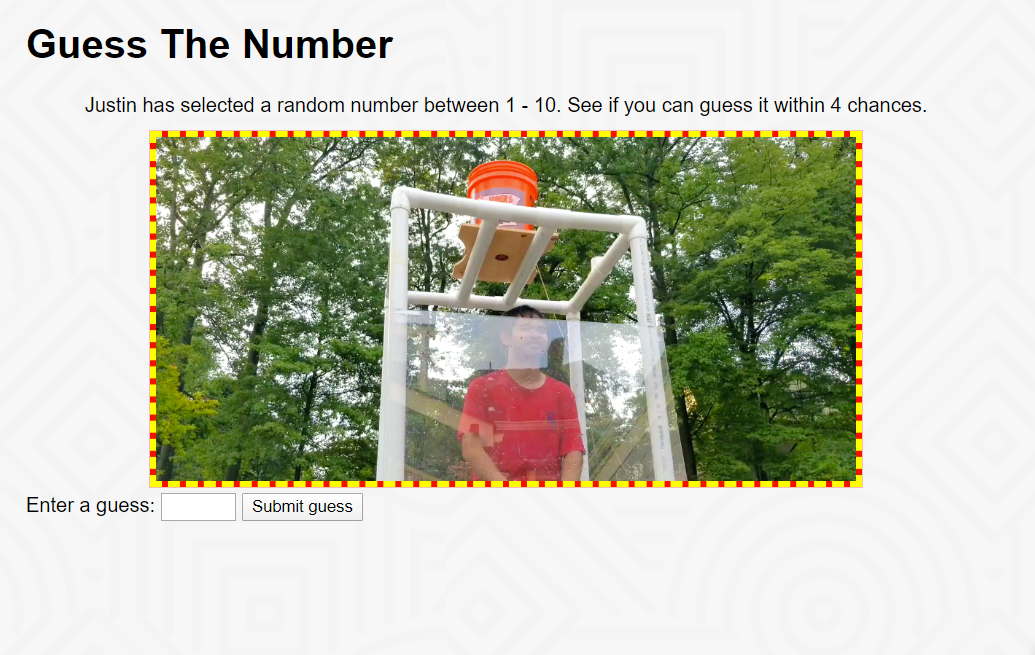 Guess The Number
Justin has selected a random number between 1 - 10. See if you can guess it within 4 chances.
Enter a guess:
Submit guess